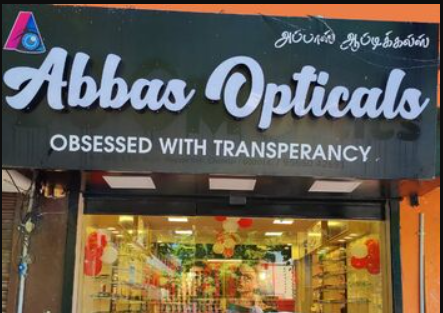 அப்பாஸ் ஆப்டிக்கல்ஸ்
Abbas Opticals
OBSESSED WITH TRANSPERANCY